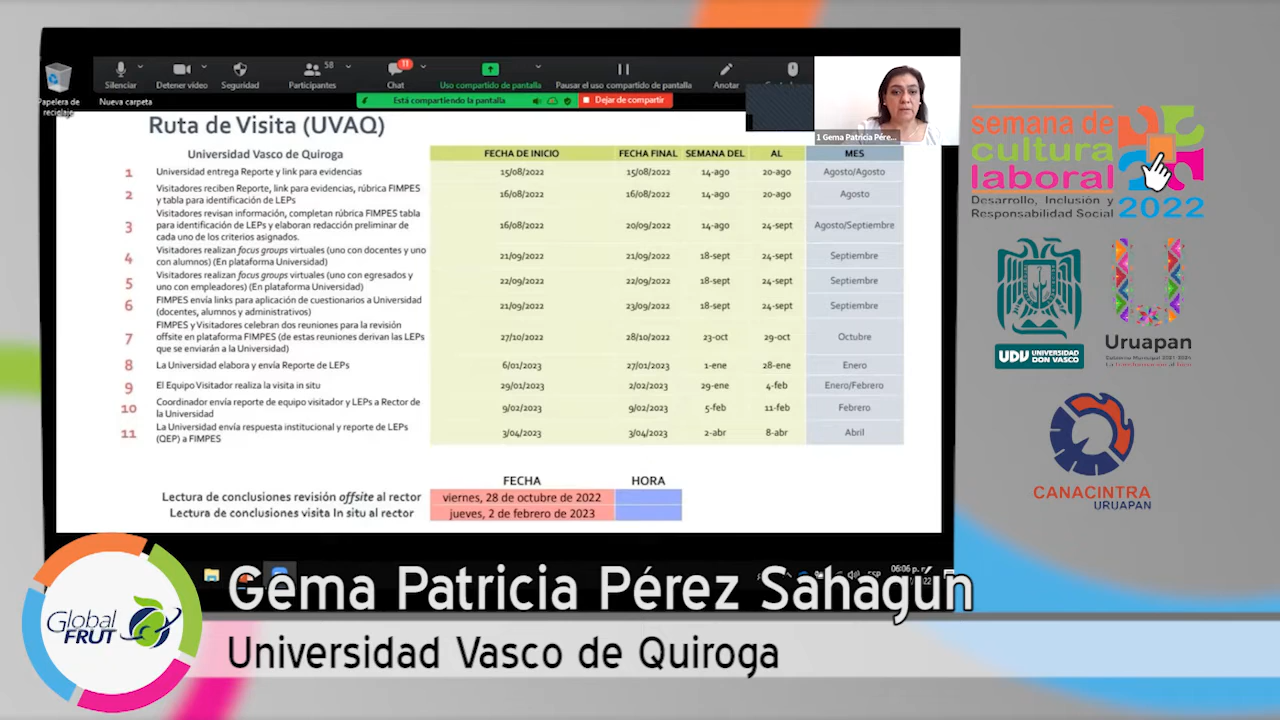 Papelera de
reciclaje
Nueva carpeta
Silenciar
Detener video
Seguridad
58
Participantes
11
Chat
Uso compartido de pantalla
Pausar el uso compartido de pantalla
Anotar
Está compartiendo la pantalla
Dejar de compartir
1 Gema Patricia Pére...
Ruta de Visita (UVAQ)
Universidad Vasco de Quiroga FECHA DE INICIO FECHA FINAL SEMANA DEL AL MES
1 Universidad entrega Reporte y link para evidencias 15/08/2022 15/08/2022 14-ago 20-ago Agosto/Agosto
2 Visitadores reciben Reporte, link para evidencias, rúbrica FIMPES
y tabla para identificación de LEPs 16/08/2022 16/08/2022 14-ago 20-ago Agosto
3 Visitadores revisan información, completan rúbrica FIMPES tabla
para identificación de LEPs y elaboran redacción preliminar de
cada uno de los criterios asignados. 16/08/2022 20/09/2022 14-ago 24-sept Agosto/Septiembre
4 Visitadores realizan focus groups virtuales (uno con docentes y uno
con alumnos) (En plataforma Universidad) 21/09/2022 21/09/2022 18-sept 24-sept Septiembre
5 Visitadores realizan focus groups virtuales (uno con egresados y
uno con empleadores) (En plataforma Universidad) 22/09/2022 22/09/2022 18-sept 24-sept Septiembre
6 FIMPES envía links para aplicación de cuestionarios a Universidad
(docentes, alumnos y administrativos) 21/09/2022 23/09/2022 18-sept 24-sept Septiembre
7 FIMPES y Visitadores celebran dos reuniones para la revisión
offsite en plataforma FIMPES (de estas reuniones derivan las LEPs
que se enviarán a la Universidad) 27/10/2022 28/10/2022 23-oct 29-oct Octubre
8 La Universidad elabora y envía Reporte de LEPs 6/01/2023 27/01/2023 1-ene 28-ene Enero
9 El Equipo Visitador realiza la visita in situ 29/01/2023 2/02/2023 29-ene 4-feb Enero/Febrero
10 Coordinador envía reporte de equipo visitador y LEPs a Rector de
la Universidad 9/02/2023 9/02/2023 5-feb 11-feb Febrero
11 La Universidad envía respuesta institucional y reporte de LEPs
(QEP) a FIMPES 3/04/2023 3/04/2023 2-abr 8-abr Abril
FECHA HORA
Lectura de conclusiones revisión offsite al rector viernes, 28 de octubre de 2022
Lectura de conclusiones visita In situ al rector jueves, 2 de febrero de 2023
semana de
cultura
laboral
Desarrollo, Inclusión y
Responsabilidad Social 2022
UDV UNIVERSIDAD
DON VASCO
Uruapan
Gobierno Municipal 2021-2024
CANACINTRA
URUAPAN
ESP
06:06 p.
Global
FRUT
Gema Patricia Pérez Sahagun
Universidad Vasco de Quiroga